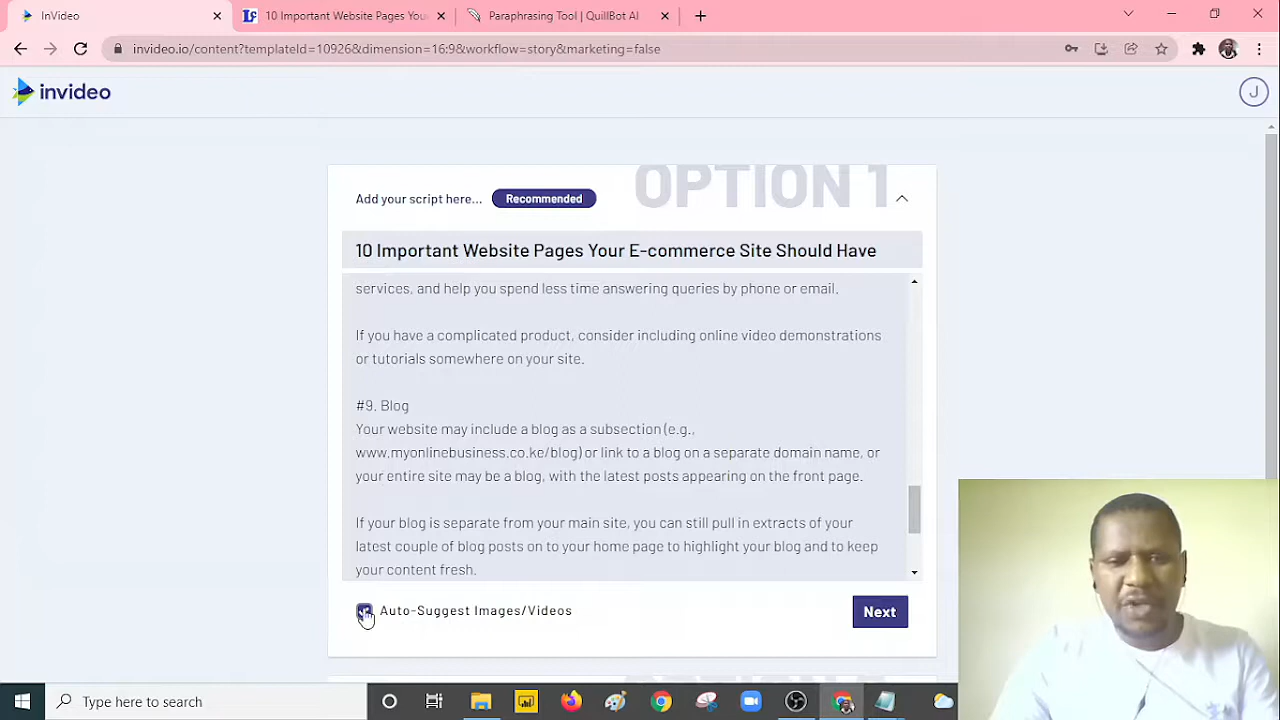 InVideo
10 Important Website Pages You
Paraphrasing Tool | QuillBot AI
invideo.io/content?templateId=10926&dimension=16:9&workflow=story&marketing=false
invideo
J
OPTION 1
Add your script here...
Recommended
10 Important Website Pages Your E-commerce Site Should Have
services, and help you spend less time answering queries by phone or email.
If you have a complicated product, consider including online video demonstrations
or tutorials somewhere on your site.
#9. Blog
Your website may include a blog as a subsection (e.g.,
www.myonlinebusiness.co.ke/blog) or link to a blog on a separate domain name, or
your entire site may be a blog, with the latest posts appearing on the front page.
If your blog is separate from your main site, you can still pull in extracts of your
latest couple of blog posts on to your home page to highlight your blog and to keep
your content fresh.
Auto-Suggest Images/Videos
Next
Type here to search